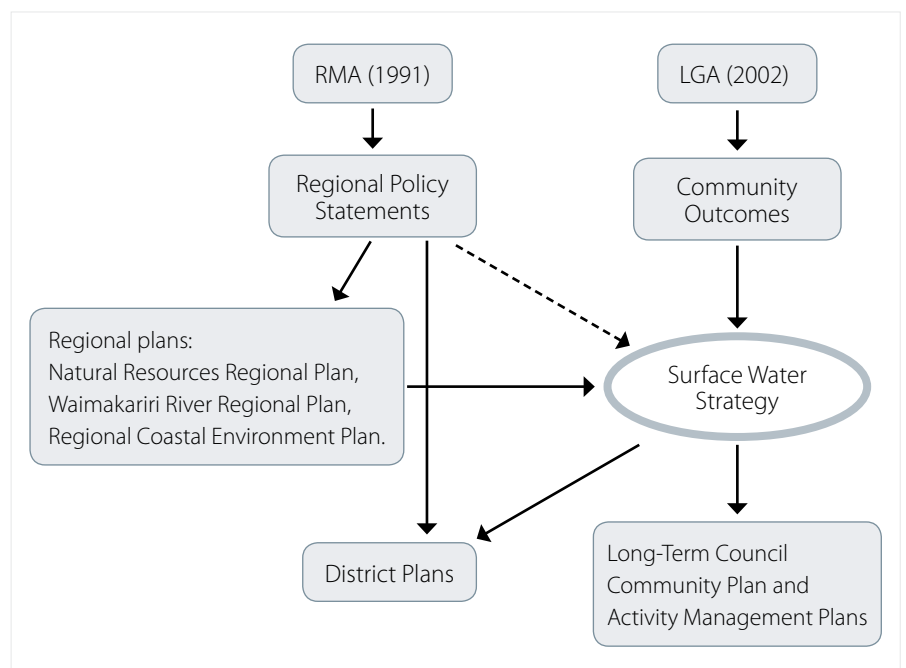 RMA (1991)
LGA (2002)
Regional Policy
Statements
Community
Outcomes
Regional plans:
Natural Resources Regional Plan,
Waimakariri River Regional Plan,
Regional Coastal Environment Plan.
Surface Water
Strategy
District Plans
Long-Term Council
Community Plan and
Activity Management Plans